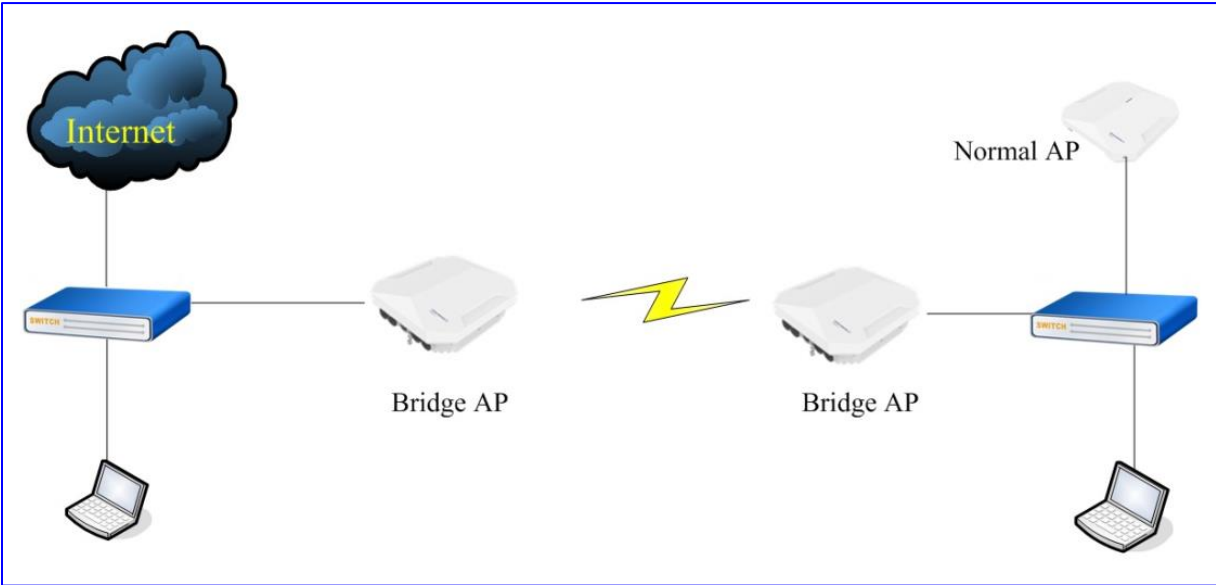 Internet
Normal AP
SWITCH
SWITCH
Bridge AP
Bridge AP